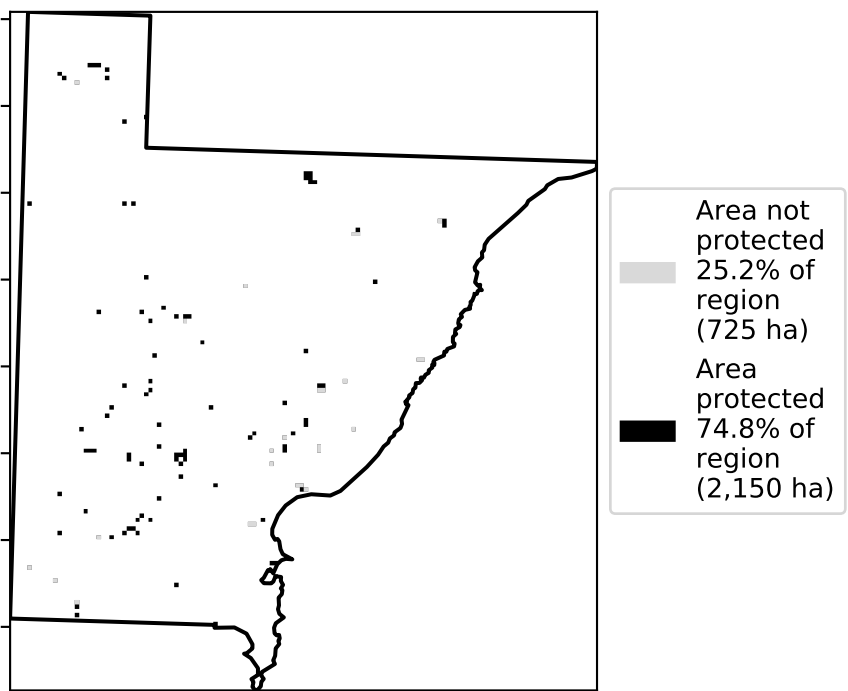 Area not
protected
25.2% of
region
(725 ha)
Area
protected
74.8% of
region
(2,150 ha)